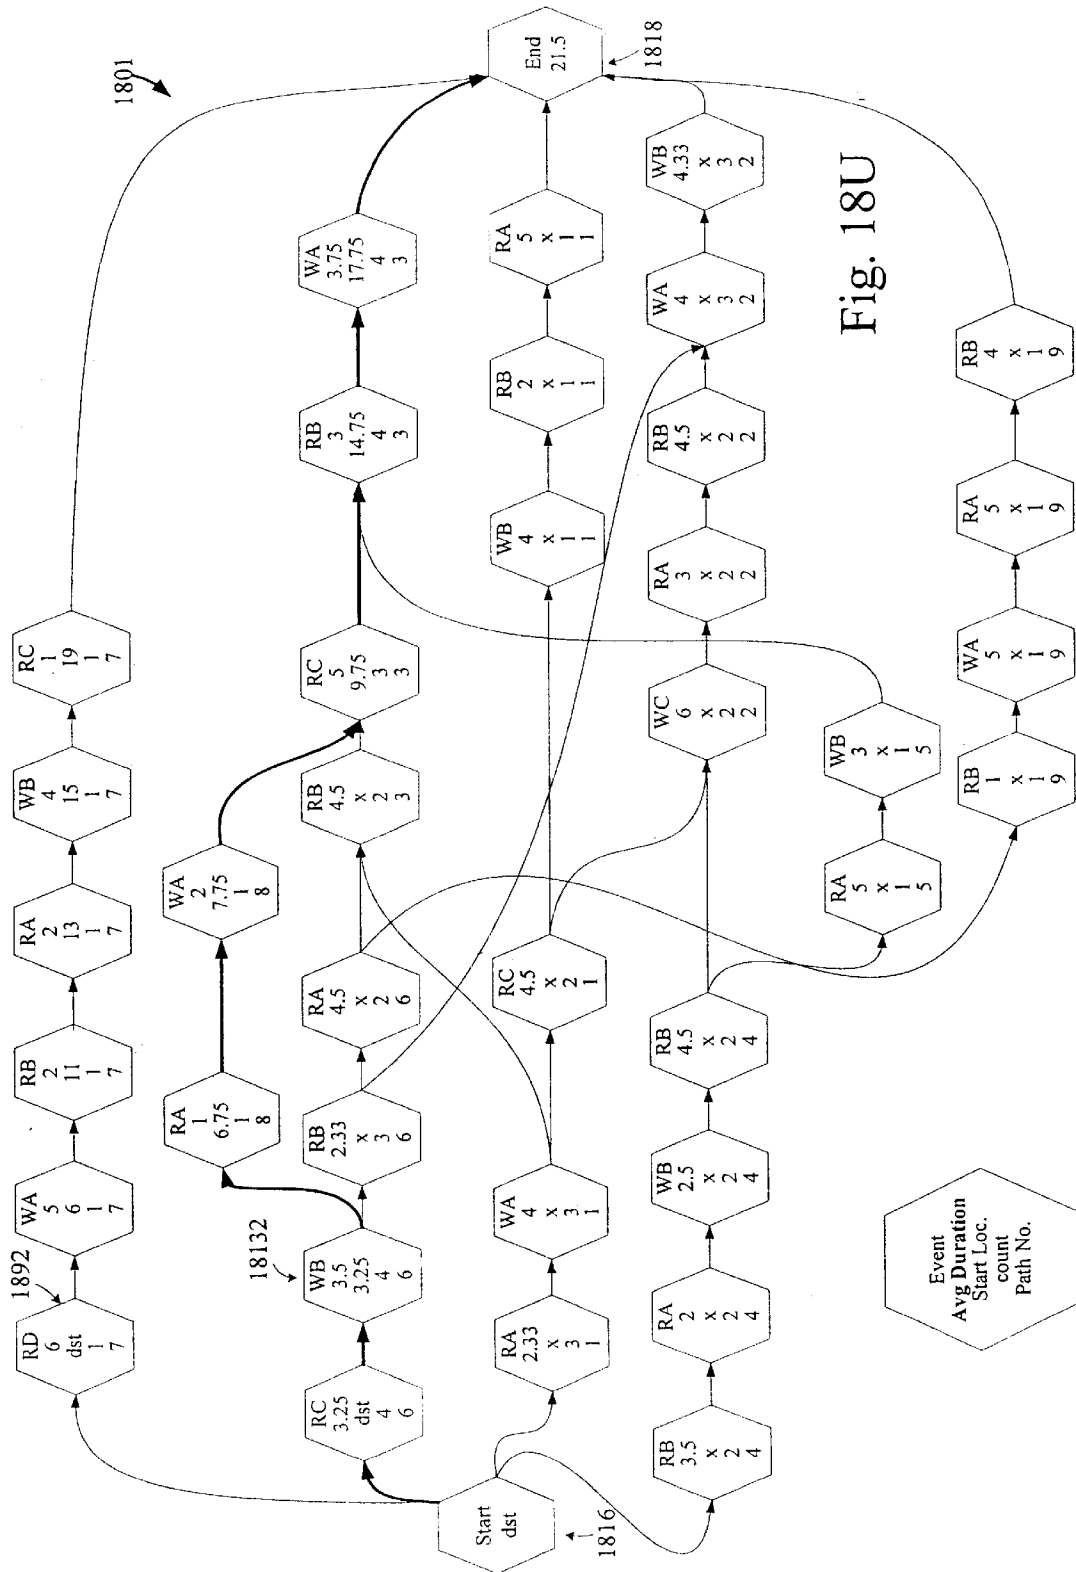 1801
RD
6
dst
1
7
1892
WA
5
6
1
7
RB
2
11
1
7
RA
2
13
1
7
WB
4
15
1
7
RC
1
19
1
7
RA
1
6.75
1
8
WA
2
7.75
1
8
RC
3.25
dst
4
6
WB
3.5
3.25
4
6
18132
RB
2.33
x
3
6
RA
4.5
x
2
6
RB
4.5
x
2
3
RC
5
9.75
3
3
RB
3
14.75
4
3
WA
3.75
17.75
4
3
Start
dst
1816
RA
2.33
x
3
1
WA
4
x
3
1
RC
4.5
x
2
1
WB
4
x
1
1
RB
2
x
1
1
RA
5
x
1
1
End
21.5
1818
RB
3.5
x
2
4
RA
2
x
2
4
WB
2.5
x
2
4
RB
4.5
x
2
4
WC
6
x
2
2
RA
3
x
2
2
RB
4.5
x
2
2
WA
4
x
3
2
WB
4.33
x
3
2
RA
5
x
1
5
WB
3
x
1
5
RB
1
x
1
9
WA
5
x
1
9
RA
5
x
1
9
RB
4
x
1
9
Event
Avg Duration
Start Loc.
count
Path No.
Fig. 18U